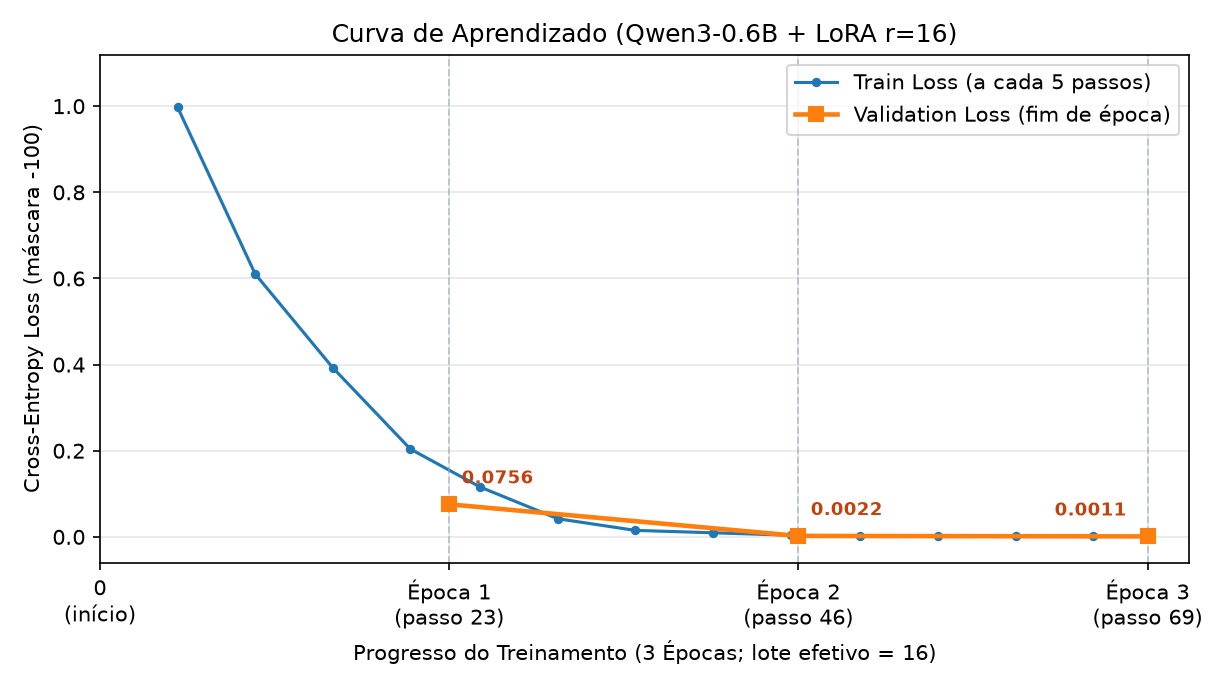 Curva de Aprendizado (Qwen3-0.6B + LoRA r=16)
Train Loss (a cada 5 passos)
Validation Loss (fim de época)
Cross-Entropy Loss (máscara -100)
1.0
0.8
0.6
0.4
0.2
0.0
0.0756
0.0022
0.0011
0
(início)
Época 1
(passo 23)
Época 2
(passo 46)
Época 3
(passo 69)
Progresso do Treinamento (3 Épocas; lote efetivo = 16)